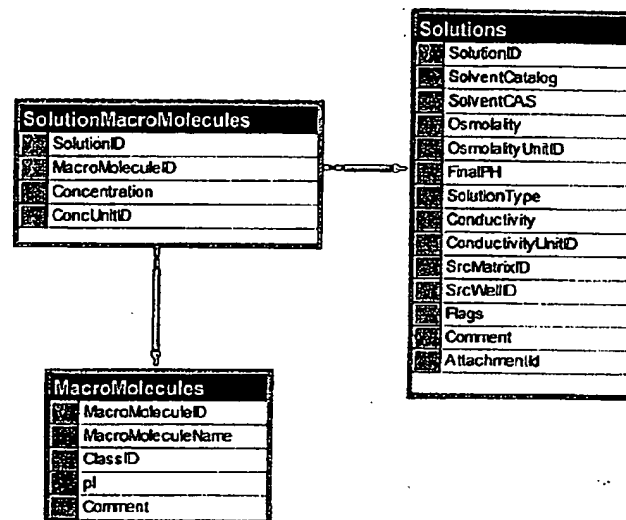 Solutions
SolutionID
SolventCatalog
SolventCAS
Osmolality
OsmolalityUnitID
FinalPH
SolutionType
Conductivity
ConductivityUnitID
SrcMatrixID
SrcWellID
Flags
Comment
AttachmentId
SolutionMacroMolecules
SolutionID
MacroMoleculeID
Concentration
ConcUnitID
MacroMolecules
MacroMoleculeID
MacroMoleculeName
ClassID
pI
Comment